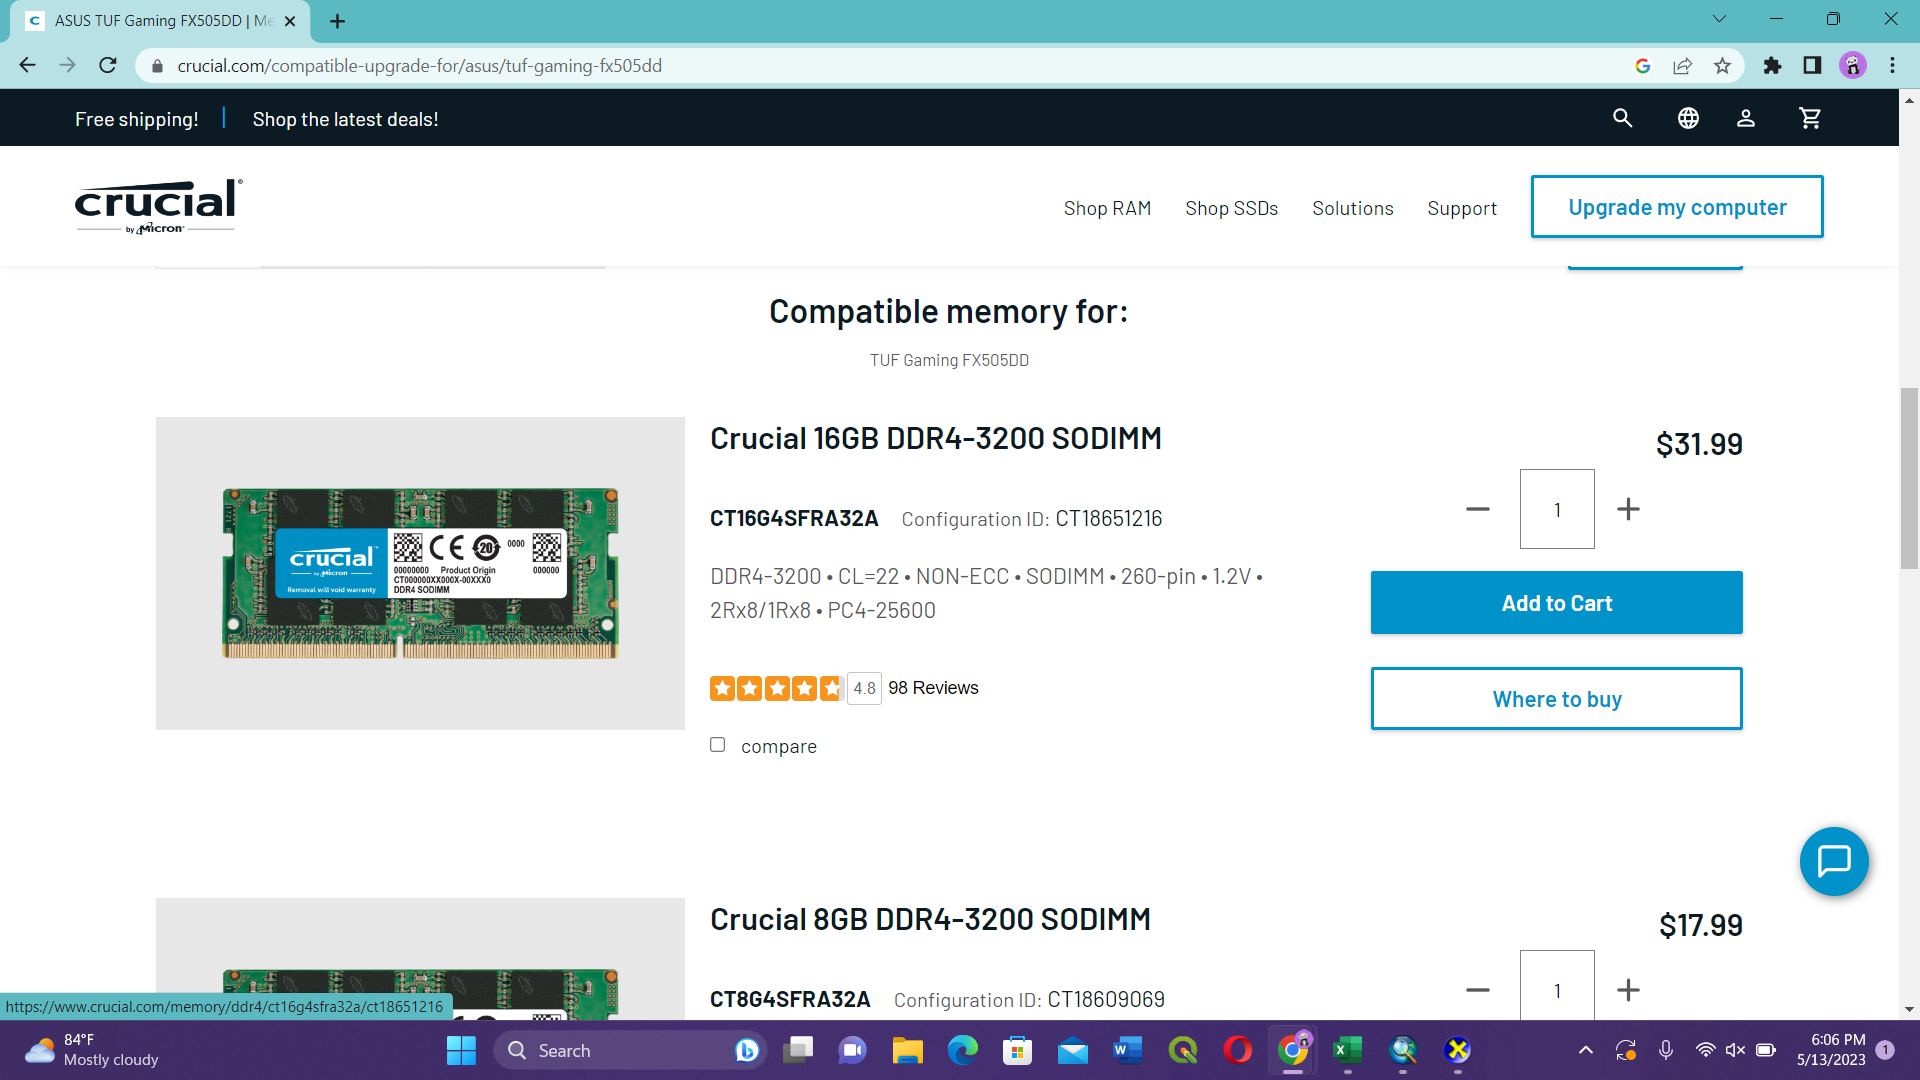 ASUS TUF Gaming FX505DD | Me
crucial.com/compatible-upgrade-for/asus/tuf-gaming-fx505dd
Free shipping!
Shop the latest deals!
crucial
by Micron
Shop RAM
Shop SSDs
Solutions
Support
Upgrade my computer
Compatible memory for:
TUF Gaming FX505DD
Crucial 16GB DDR4-3200 SODIMM
$31.99
CT16G4SFRA32A Configuration ID: CT18651216
1
DDR4-3200 • CL=22 • NON-ECC • SODIMM • 260-pin • 1.2V •
2Rx8/1Rx8 • PC4-25600
Add to Cart
Where to buy
4.8 98 Reviews
compare
crucial
by Micron
Removal will void warranty
CE
20
0000
00000000 Product Origin
000000
CT000000XX000X-00XXX0
DDR4 SODIMM
Crucial 8GB DDR4-3200 SODIMM
$17.99
CT8G4SFRA32A Configuration ID: CT18609069
1
https://www.crucial.com/memory/ddr4/ct16g4sfra32a/ct18651216
84°F
Mostly cloudy
Search
6:06 PM
5/13/2023
1